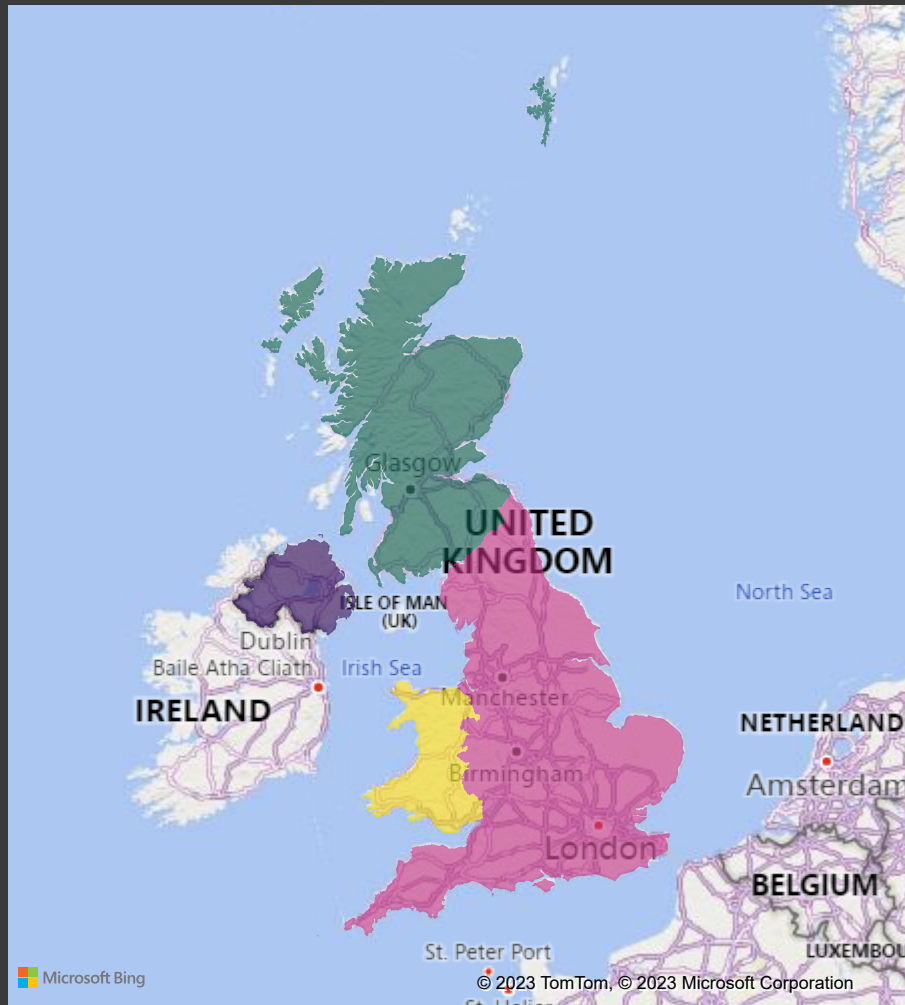 Glasgow
UNITED
KINGDOM
North Sea
ISLE OF MAN
(UK)
Dublin
Baile Atha Cliath
Irish Sea
Manchester
IRELAND
NETHERLAND
Birmingham
Amsterdam
London
BELGIUM
St. Peter Port
LUXEMBOU
Microsoft Bing
© 2023 TomTom, © 2023 Microsoft Corporation